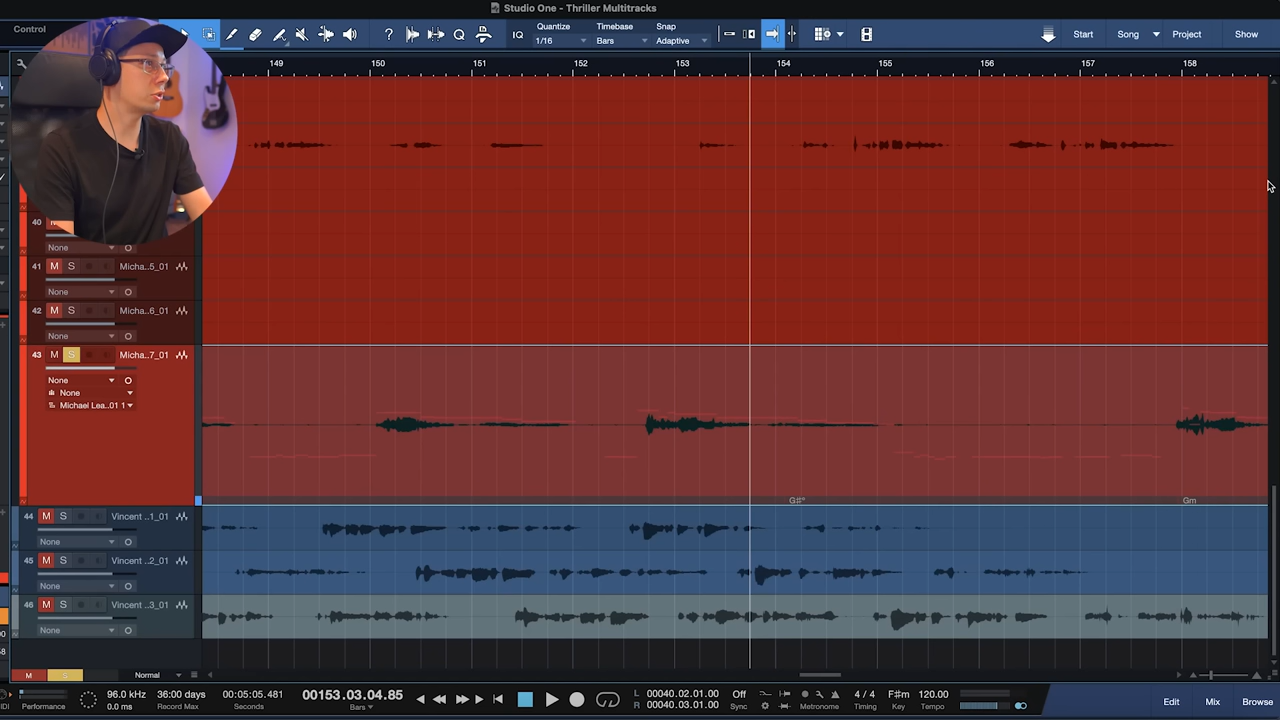 Studio One - Thriller Multitracks
Control
? IQ
Quantize
1/16
Timebase
Bars
Snap
Adaptive
Start
Song
Project
Show
149 150 151 152 153 154 155 156 157 158
40
None
41 M S Micha..5_01
None
42 M S Micha..6_01
None
43 M S Micha..7_01
None
None
Michael Lea..01 1
G#°
Gm
44 M S Vincent ..1_01
None
45 M S Vincent ..2_01
None
46 M S Vincent ..3_01
None
M S Normal
IDI
Performance
96.0 kHz
0.0 ms
36:00 days
Record Max
00:05:05.481
Seconds
00153.03.04.85
Bars
L 00040.02.01.00
R 00040.03.01.00
Off
Sync
Metronome
4 / 4
Timing
F#m
Key
120.00
Tempo
Edit
Mix
Browse